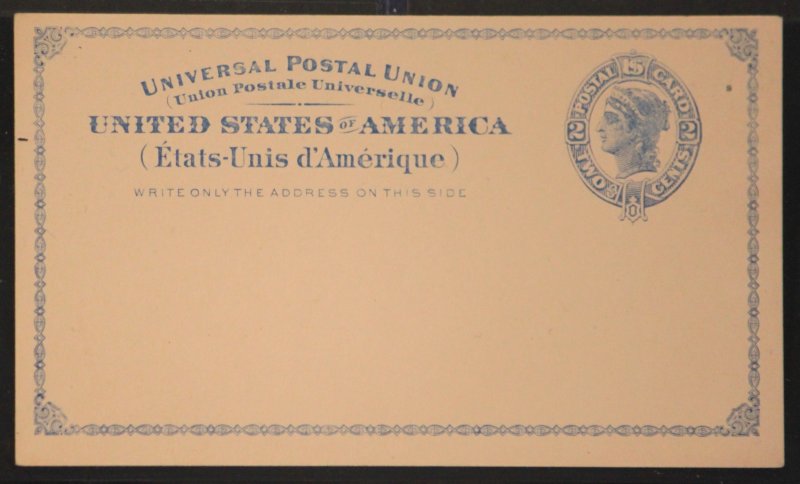 UNIVERSAL POSTAL UNION
(Union Postale Universelle)
UNITED STATES OF AMERICA
(États-Unis d'Amérique)
WRITE ONLY THE ADDRESS ON THIS SIDE
U.S.
POSTAL CARD
2 2
TWO CENTS